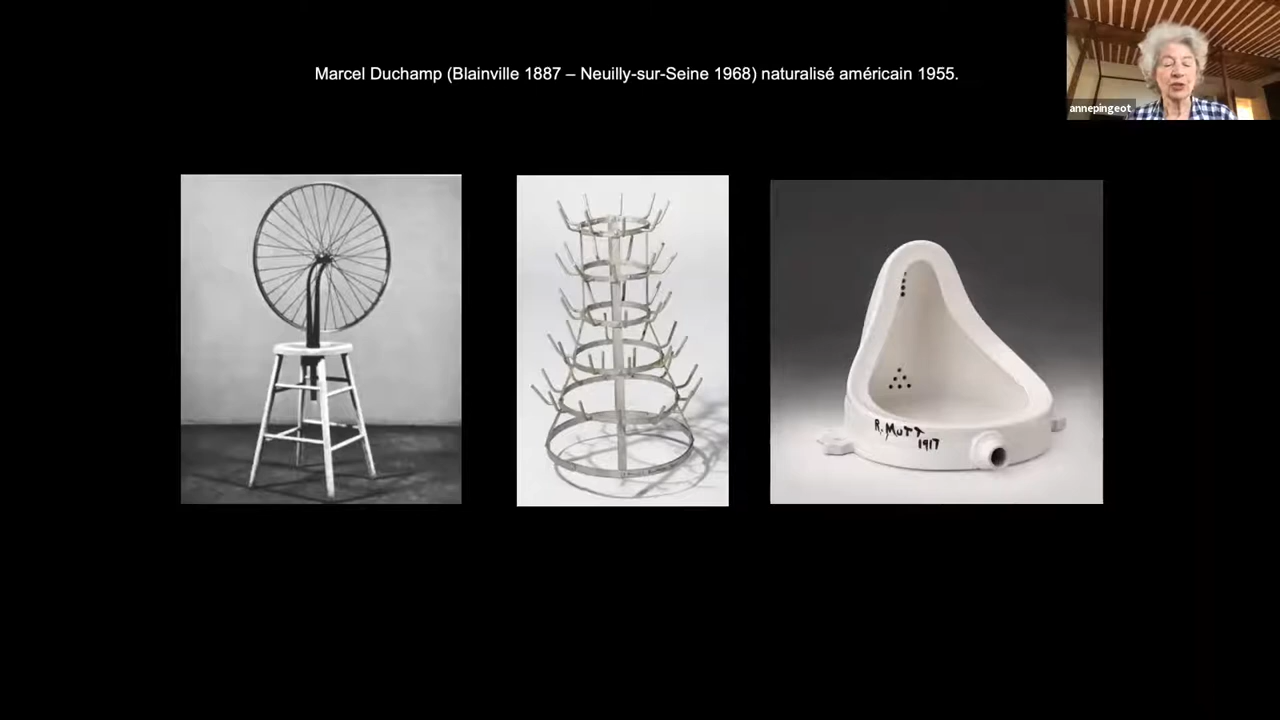 Marcel Duchamp (Blainville 1887 – Neuilly-sur-Seine 1968) naturalisé américain 1955.
annepingeot
R. MUTT
1917